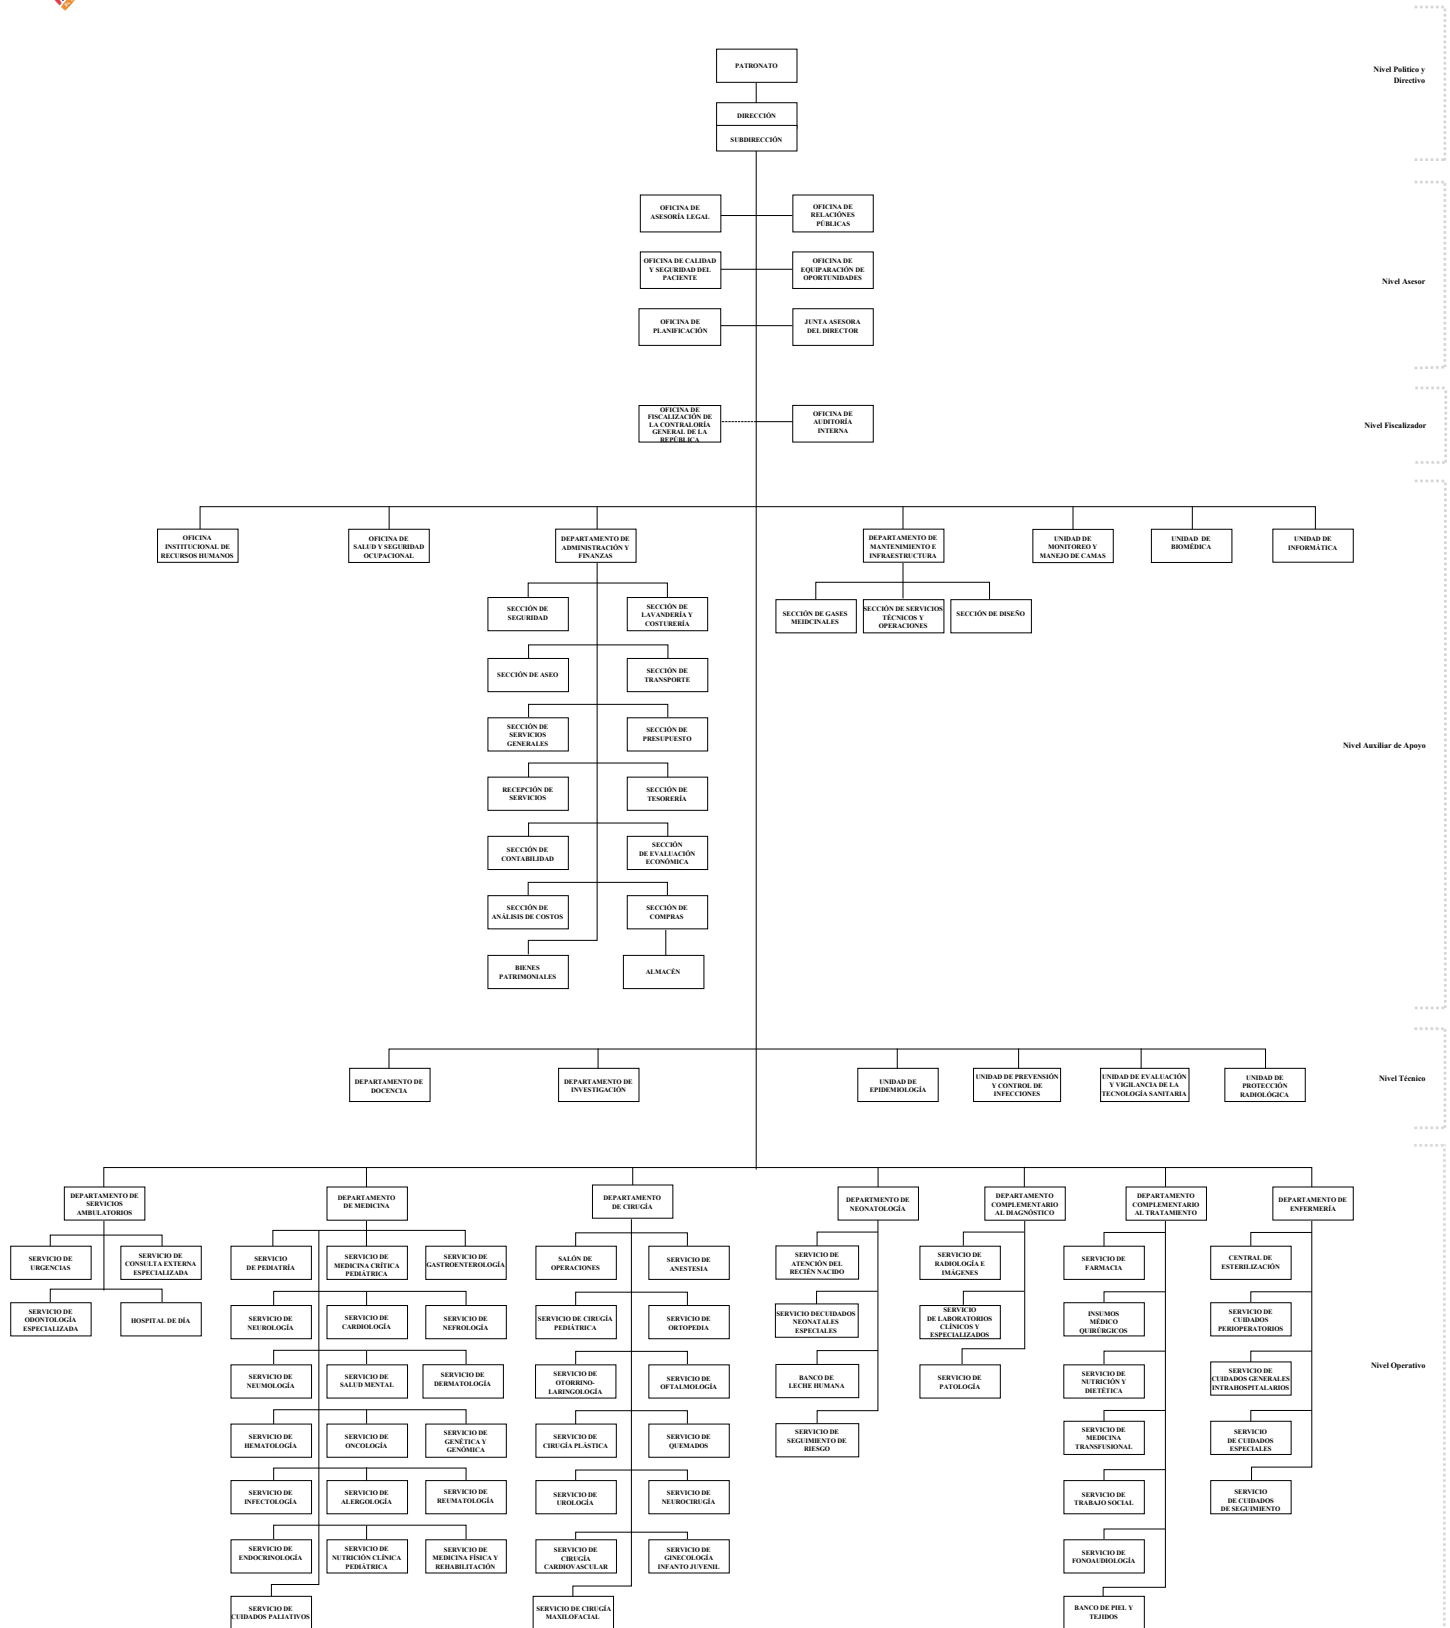 PATRONATO
Nivel Político y
Directivo
DIRECCIÓN
SUBDIRECCIÓN
OFICINA DE
ASESORÍA LEGAL
OFICINA DE
RELACIÓNES
PÚBLICAS
OFICINA DE CALIDAD
Y SEGURIDAD DEL
PACIENTE
OFICINA DE
EQUIPARACIÓN DE
OPORTUNIDADES
Nivel Asesor
OFICINA DE
PLANIFICACIÓN
JUNTA ASESORA
DEL DIRECTOR
OFICINA DE
FISCALIZACIÓN DE
LA CONTRALORÍA
GENERAL DE LA
REPÚBLICA
OFICINA DE
AUDITORÍA
INTERNA
Nivel Fiscalizador
OFICINA
INSTITUCIONAL DE
RECURSOS HUMANOS
OFICINA DE
SALUD Y SEGURIDAD
OCUPACIONAL
DEPARTAMENTO DE
ADMINISTRACIÓN Y
FINANZAS
DEPARTAMENTO DE
MANTENIMIENTO E
INFRAESTRUCTURA
UNIDAD DE
MONITOREO Y
MANEJO DE CAMAS
UNIDAD DE
BIOMÉDICA
UNIDAD DE
INFORMÁTICA
SECCIÓN DE
SEGURIDAD
SECCIÓN DE
LAVANDERÍA Y
COSTURERÍA
SECCIÓN DE GASES
MEIDCINALES
SECCIÓN DE SERVICIOS
TÉCNICOS Y
OPERACIONES
SECCIÓN DE DISEÑO
SECCIÓN DE ASEO
SECCIÓN DE
TRANSPORTE
SECCIÓN DE
SERVICIOS
GENERALES
SECCIÓN DE
PRESUPUESTO
Nivel Auxiliar de Apoyo
RECEPCIÓN DE
SERVICIOS
SECCIÓN DE
TESORERÍA
SECCIÓN DE
CONTABILIDAD
SECCIÓN
DE EVALUACIÓN
ECONÓMICA
SECCIÓN DE
ANÁLISIS DE COSTOS
SECCIÓN DE
COMPRAS
BIENES
PATRIMONIALES
ALMACÉN
DEPARTAMENTO DE
DOCENCIA
DEPARTAMENTO DE
INVESTIGACIÓN
UNIDAD DE
EPIDEMIOLOGÍA
UNIDAD DE PREVENSIÓN
Y CONTROL DE
INFECCIONES
UNIDAD DE EVALUACIÓN
Y VIGILANCIA DE LA
TECNOLOGÍA SANITARIA
UNIDAD DE
PROTECCIÓN
RADIOLÓGICA
Nivel Técnico
DEPARTAMENTO DE
SERVICIOS
AMBULATORIOS
DEPARTAMENTO
DE MEDICINA
DEPARTAMENTO
DE CIRUGÍA
DEPARTMENTO DE
NEONATOLOGÍA
DEPARTAMENTO
COMPLEMENTARIO
AL DIAGNÓSTICO
DEPARTAMENTO
COMPLEMENTARIO
AL TRATAMIENTO
DEPARTAMENTO DE
ENFERMERÍA
SERVICIO DE
URGENCIAS
SERVICIO DE
CONSULTA EXTERNA
ESPECIALIZADA
SERVICIO
DE PEDIATRÍA
SERVICIO DE
MEDICINA CRÍTICA
PEDIÁTRICA
SERVICIO DE
GASTROENTEROLOGÍA
SALÓN DE
OPERACIONES
SERVICIO DE
ANESTESIA
SERVICIO DE
ATENCIÓN DEL
RECIÉN NACIDO
SERVICIO DE
RADIOLOGÍA E
IMÁGENES
SERVICIO DE
FARMACIA
CENTRAL DE
ESTERILIZACIÓN
SERVICIO DE
ODONTOLOGÍA
ESPECIALIZADA
HOSPITAL DE DÍA
SERVICIO DE
NEUROLOGÍA
SERVICIO DE
CARDIOLOGÍA
SERVICIO DE
NEFROLOGÍA
SERVICIO DE CIRUGÍA
PEDIÁTRICA
SERVICIO DE
ORTOPEDIA
SERVICIO DECUIDADOS
NEONATALES
ESPECIALES
SERVICIO
DE LABORATORIOS
CLÍNICOS Y
ESPECIALIZADOS
INSUMOS
MÉDICO
QUIRÚRGICOS
SERVICIO DE
CUIDADOS
PERIOPERATORIOS
SERVICIO DE
NEUMOLOGÍA
SERVICIO DE
SALUD MENTAL
SERVICIO DE
DERMATOLOGÍA
SERVICIO DE
OTORRINO-
LARINGOLOGÍA
SERVICIO DE
OFTALMOLOGÍA
BANCO DE
LECHE HUMANA
SERVICIO DE
PATOLOGÍA
SERVICIO DE
NUTRICIÓN Y
DIETÉTICA
SERVICIO DE
CUIDADOS GENERALES
INTRAHOSPITALARIOS
Nivel Operativo
SERVICIO DE
HEMATOLOGÍA
SERVICIO DE
ONCOLOGÍA
SERVICIO DE
GENÉTICA Y
GENÓMICA
SERVICIO DE
CIRUGÍA PLÁSTICA
SERVICIO DE
QUEMADOS
SERVICIO DE
SEGUIMIENTO DE
RIESGO
SERVICIO DE
MEDICINA
TRANSFUSIONAL
SERVICIO
DE CUIDADOS
ESPECIALES
SERVICIO DE
INFECTOLOGÍA
SERVICIO DE
ALERGOLOGÍA
SERVICIO DE
REUMATOLOGÍA
SERVICIO DE
UROLOGÍA
SERVICIO DE
NEUROCIRUGÍA
SERVICIO DE
TRABAJO SOCIAL
SERVICIO
DE CUIDADOS
DE SEGUIMIENTO
SERVICIO DE
ENDOCRINOLOGÍA
SERVICIO DE
NUTRICIÓN CLÍNICA
PEDIÁTRICA
SERVICIO DE
MEDICINA FÍSICA Y
REHABILITACIÓN
SERVICIO DE
CIRUGÍA
CARDIOVASCULAR
SERVICIO DE
GINECOLOGÍA
INFANTO JUVENIL
SERVICIO DE
FONOAUDIOLOGÍA
SERVICIO DE
CUIDADOS PALIATIVOS
SERVICIO DE CIRUGÍA
MAXILOFACIAL
BANCO DE PIEL Y
TEJIDOS